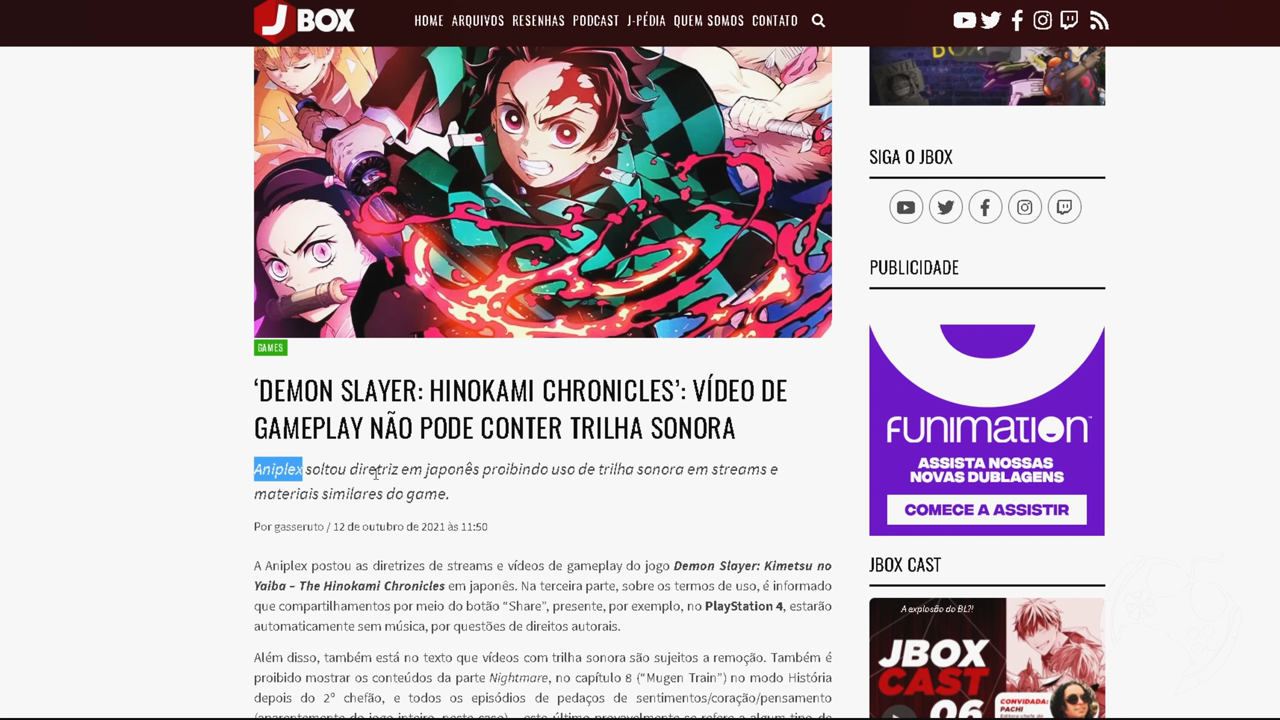 J BOX
HOME ARQUIVOS RESENHAS PODCAST J-PÉDIA QUEM SOMOS CONTATO
SIGA O JBOX
PUBLICIDADE
GAMES
‘DEMON SLAYER: HINOKAMI CHRONICLES’: VÍDEO DE
GAMEPLAY NÃO PODE CONTER TRILHA SONORA
Aniplex soltou diretriz em japonês proibindo uso de trilha sonora em streams e
materiais similares do game.
Por gasseruto / 12 de outubro de 2021 às 11:50
A Aniplex postou as diretrizes de streams e vídeos de gameplay do jogo Demon Slayer: Kimetsu no
Yaiba – The Hinokami Chronicles em japonês. Na terceira parte, sobre os termos de uso, é informado
que compartilhamentos por meio do botão “Share”, presente, por exemplo, no PlayStation 4, estarão
automaticamente sem música, por questões de direitos autorais.
Além disso, também está no texto que vídeos com trilha sonora são sujeitos a remoção. Também é
proibido mostrar os conteúdos da parte Nightmare, no capítulo 8 (“Mugen Train”) no modo História
depois do 2º chefão, e todos os episódios de pedaços de sentimentos/coração/pensamento
FUNIMATION
ASSISTA NOSSAS
NOVAS DUBLAGENS
COMECE A ASSISTIR
JBOX CAST
A explosão do BL?!
JBOX
CAST
06
CONVIDADA:
PACHI